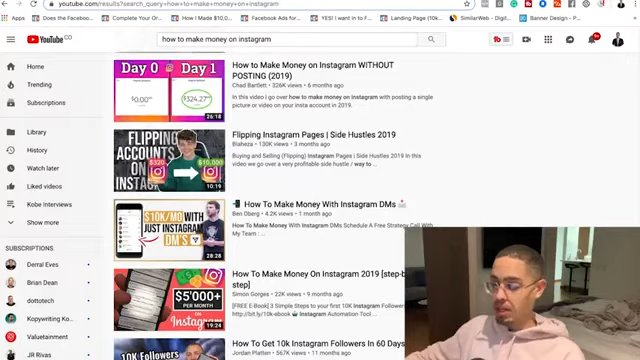 youtube.com/results?search_query=how+to+make+money+on+instagram
Apps
Does the Facebook...
Complete Your Or...
How I Made $10,0...
Facebook Ads for...
YES! I want in to F...
Landing Page (10k...
SimilarWeb - Digit...
Banner Design - P...
YouTube CO
how to make money on instagram
Home
Trending
Subscriptions
Library
History
Watch later
Liked videos
Kobe Interviews
Show more
SUBSCRIPTIONS
Derral Eves
Brian Dean
dottotech
Kopywriting Ko...
Valuetainment
JR Rivas
Day 0
Day 1
$0.00
$324.27
26:18
How to Make Money on Instagram WITHOUT
POSTING (2019)
Chad Bartlett • 326K views • 6 months ago
In this video I go over how to make money on Instagram with posting a single
picture or video on your Insta account in 2019.
FLIPPING
ACCOUNTS
ON
INSTA
$320
$10,000
10:19
Flipping Instagram Pages | Side Hustles 2019
Biaheza • 130K views • 3 months ago
Buying and Selling (Flipping) Instagram Pages | Side Hustles 2019 In this
video we go over a very profitable side hustle / way to ...
$10K/MO WITH
JUST INSTAGRAM
DM'S
28:28
How To Make Money With Instagram DMs
Ben Oberg • 4.2K views • 1 month ago
How To Make Money With Instagram DMs Schedule A Free Strategy Call With
My Team : ...
$5'000+
PER MONTH
ON Instagram
19:24
How To Make Money On Instagram 2019 [step-b
step]
Simon Gorges • 22K views • 9 months ago
[FREE E-Book] 3 Simple Steps to your first 10K Instagram
http://bit.ly/10k-ebook Instagram Automation Tool ...
10K Followers
How To Get 10k Instagram Followers In 60 Days
Jordan Platten • 567K views • 11 months ago